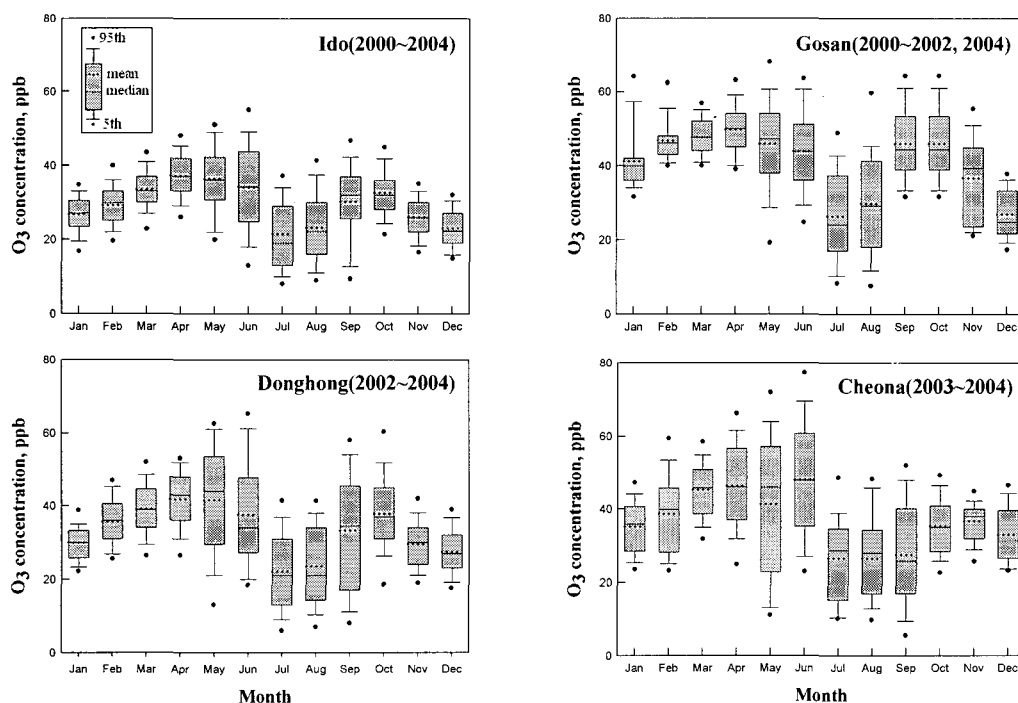 80
60
40
20
0
O3 concentration, ppb
95th
mean
median
5th
Ido(2000~2004)
Jan Feb Mar Apr May Jun Jul Aug Sep Oct Nov Dec
80
60
40
20
0
O3 concentration, ppb
Gosan(2000~2002, 2004)
Jan Feb Mar Apr May Jun Jul Aug Sep Oct Nov Dec
80
60
40
20
0
O3 concentration, ppb
Donghong(2002~2004)
Jan Feb Mar Apr May Jun Jul Aug Sep Oct Nov Dec
Month
80
60
40
20
0
O3 concentration, ppb
Cheona(2003~2004)
Jan Feb Mar Apr May Jun Jul Aug Sep Oct Nov Dec
Month